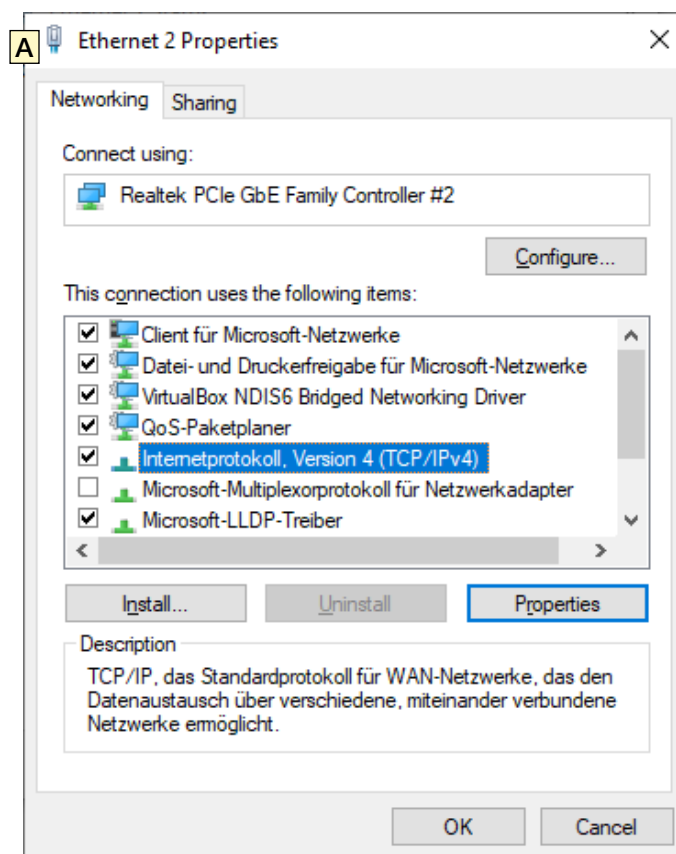 A
Ethernet 2 Properties
Networking Sharing
Connect using:
Realtek PCIe GbE Family Controller #2
Configure...
This connection uses the following items:
Client für Microsoft-Netzwerke
Datei- und Druckerfreigabe für Microsoft-Netzwerke
VirtualBox NDIS6 Bridged Networking Driver
QoS-Paketplaner
Internetprotokoll, Version 4 (TCP/IPv4)
Microsoft-Multiplexorprotokoll für Netzwerkadapter
Microsoft-LLDP-Treiber
Install... Uninstall Properties
Description
TCP/IP, das Standardprotokoll für WAN-Netzwerke, das den
Datenaustausch über verschiedene, miteinander verbundene
Netzwerke ermöglicht.
OK Cancel